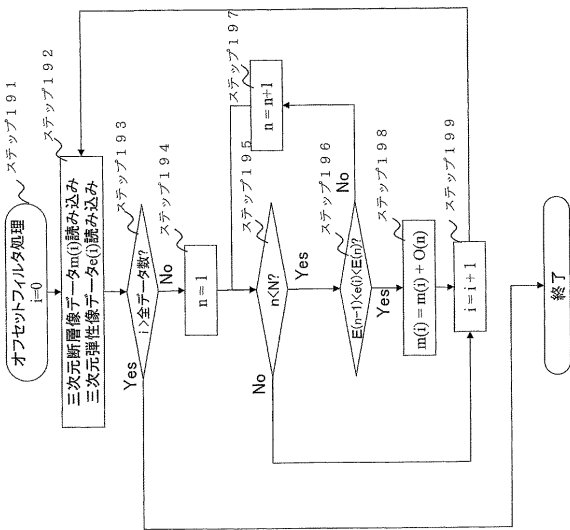 オフセットフィルタ処理
i=0
ステップ191
三次元断層像データm(i)読み込み
三次元弾性像データe(i)読み込み
ステップ192
i >全データ数?
ステップ193
Yes
No
n = 1
ステップ194
n<N?
ステップ195
No
Yes
E(n-1)<e(i)<E(n)?
ステップ196
No
Yes
n = n+1
ステップ197
m(i) = m(i) + O(n)
ステップ198
i = i + 1
ステップ199
終了